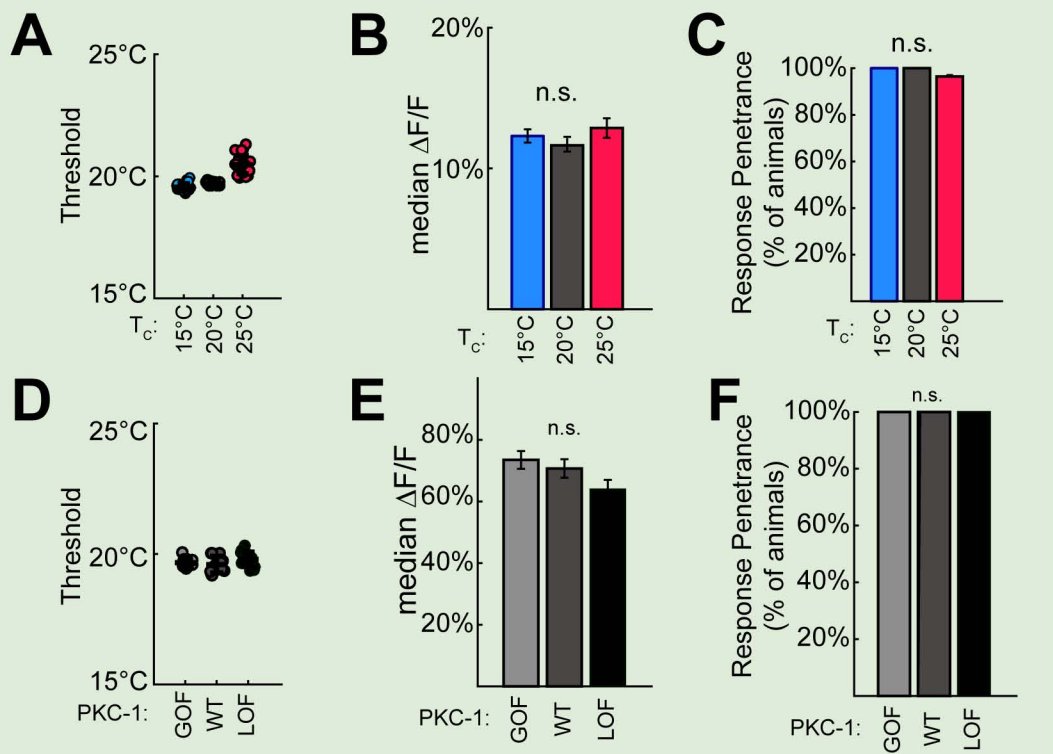 A
25°C
20°C
15°C
Threshold
T_C:
15°C
20°C
25°C
B
20%
10%
median ΔF/F
n.s.
T_C:
15°C
20°C
25°C
C
n.s.
100%
80%
60%
40%
20%
Response Penetrance
(% of animals)
T_C:
15°C
20°C
25°C
D
25°C
20°C
15°C
Threshold
PKC-1:
GOF
WT
LOF
E
80%
60%
40%
20%
median ΔF/F
n.s.
PKC-1:
GOF
WT
LOF
F
n.s.
100%
80%
60%
40%
20%
Response Penetrance
(% of animals)
PKC-1:
GOF
WT
LOF